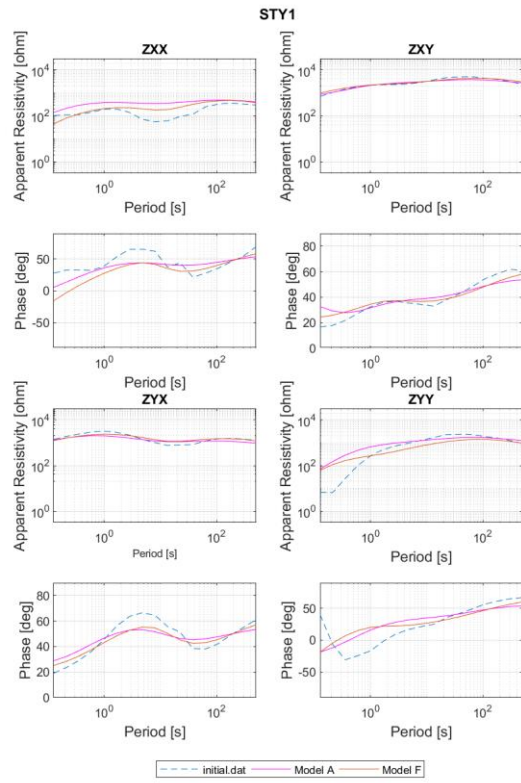 STY1
ZXX
ZXY
Apparent Resistivity [ohm]
10⁴
10²
10⁰
10⁰
10²
Period [s]
Apparent Resistivity [ohm]
10⁴
10²
10⁰
10⁰
10²
Period [s]
Phase [deg]
50
0
-50
10⁰
10²
Period [s]
Phase [deg]
80
60
40
20
0
10⁰
10²
Period [s]
ZYX
ZYY
Apparent Resistivity [ohm]
10⁴
10²
10⁰
10⁰
10²
Period [s]
Apparent Resistivity [ohm]
10⁴
10²
10⁰
10⁰
10²
Period [s]
Phase [deg]
80
60
40
20
0
10⁰
10²
Period [s]
Phase [deg]
50
0
-50
10⁰
10²
Period [s]
initial.dat Model A Model F